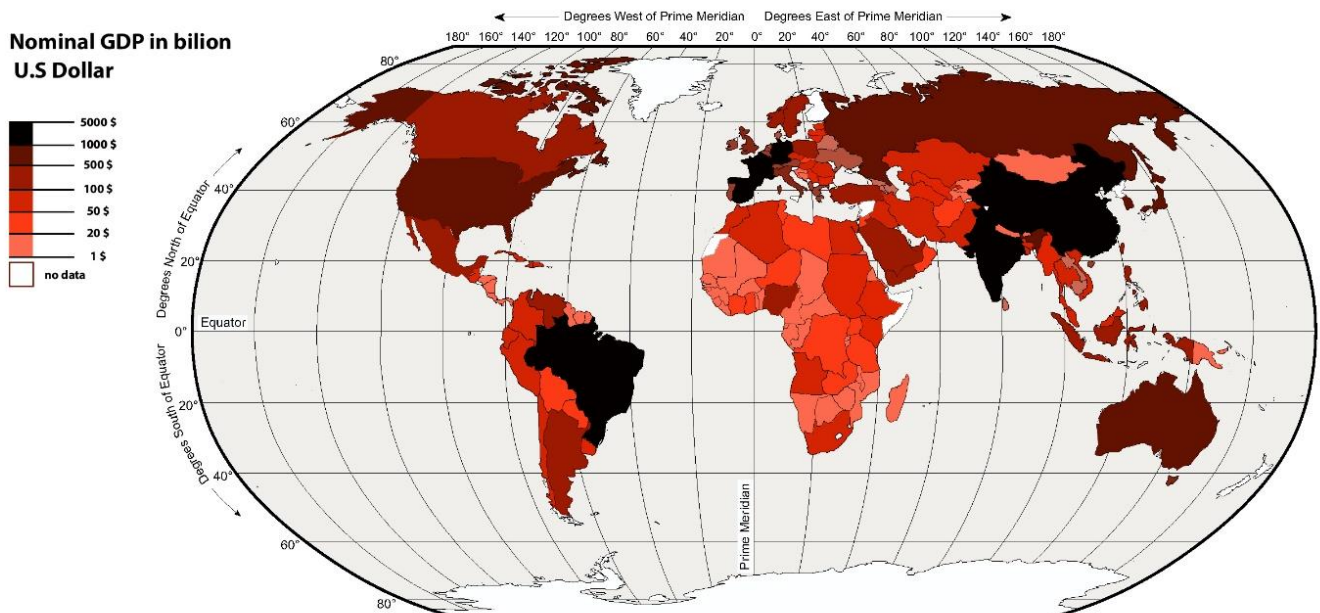 Degrees West of Prime Meridian Degrees East of Prime Meridian
180° 160° 140° 120° 100° 80° 60° 40° 20° 0° 20° 40° 60° 80° 100° 120° 140° 160° 180°
Nominal GDP in bilion
U.S Dollar
5000 $
1000 $
500 $
100 $
50 $
20 $
1 $
no data
80°
60°
40°
20°
0°
20°
40°
60°
80°
Degrees North of Equator
Equator
Degrees South of Equator
Prime Meridian